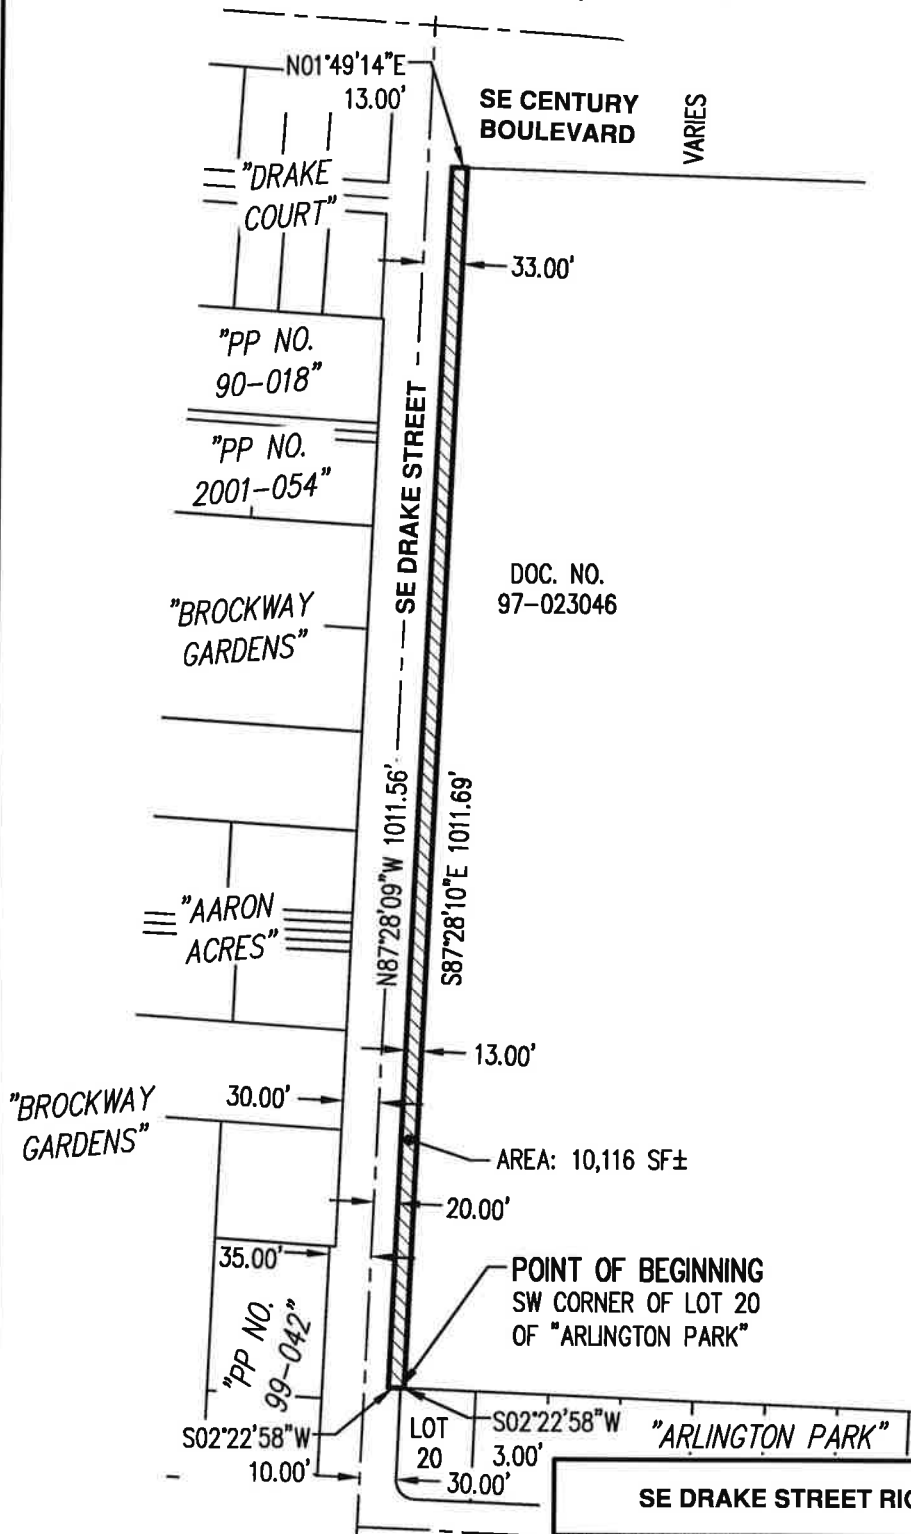 N01°49'14"E
13.00'
SE CENTURY
BOULEVARD
VARIES
"DRAKE
COURT"
33.00'
"PP NO.
90-018"
SE DRAKE STREET
"PP NO.
2001-054"
DOC. NO.
97-023046
"BROCKWAY
GARDENS"
N87°28'09"W 1011.56'
S87°28'10"E 1011.69'
"AARON
ACRES"
13.00'
"BROCKWAY
GARDENS"
30.00'
AREA: 10,116 SF±
20.00'
35.00'
POINT OF BEGINNING
SW CORNER OF LOT 20
OF "ARLINGTON PARK"
"PP NO.
99-042"
S02°22'58"W
10.00'
LOT
20
S02°22'58"W
3.00'
30.00'
"ARLINGTON PARK"
SE DRAKE STREET RIG